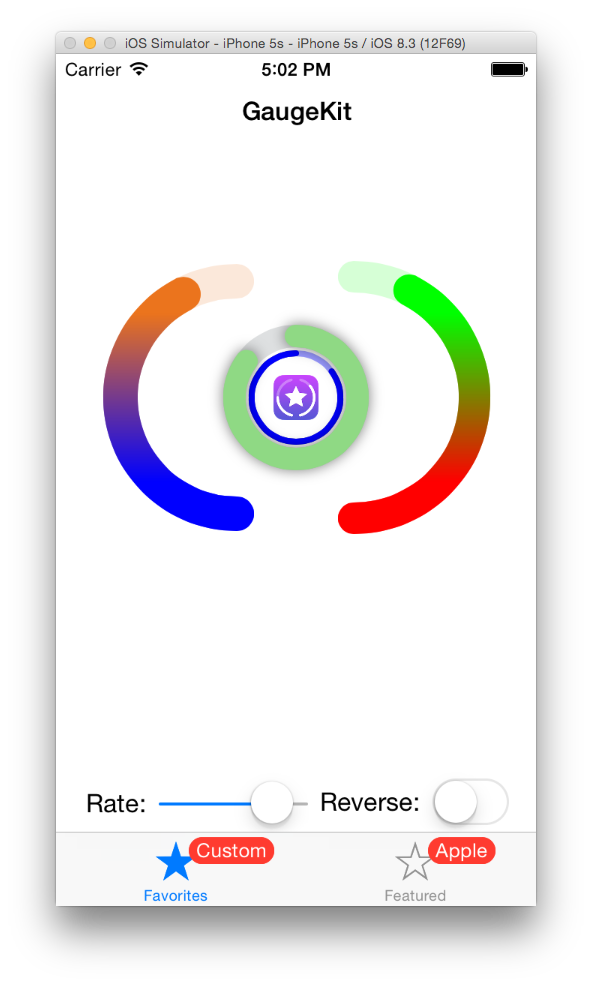 iOS Simulator - iPhone 5s - iPhone 5s / iOS 8.3 (12F69)
Carrier 5:02 PM
GaugeKit
Rate: Reverse:
Custom Apple
Favorites Featured